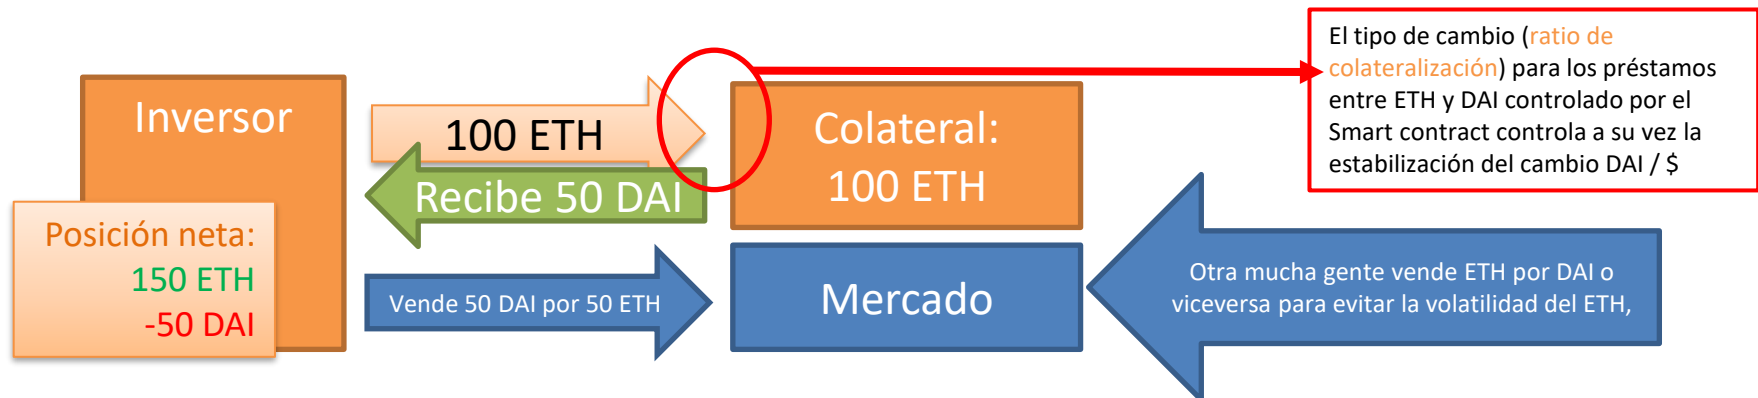 Inversor
Posición neta:
150 ETH
-50 DAI
100 ETH
Recibe 50 DAI
Vende 50 DAI por 50 ETH
Colateral:
100 ETH
Mercado
El tipo de cambio (ratio de
colateralización) para los préstamos
entre ETH y DAI controlado por el
Smart contract controla a su vez la
estabilización del cambio DAI / $
Otra mucha gente vende ETH por DAI o
viceversa para evitar la volatilidad del ETH,